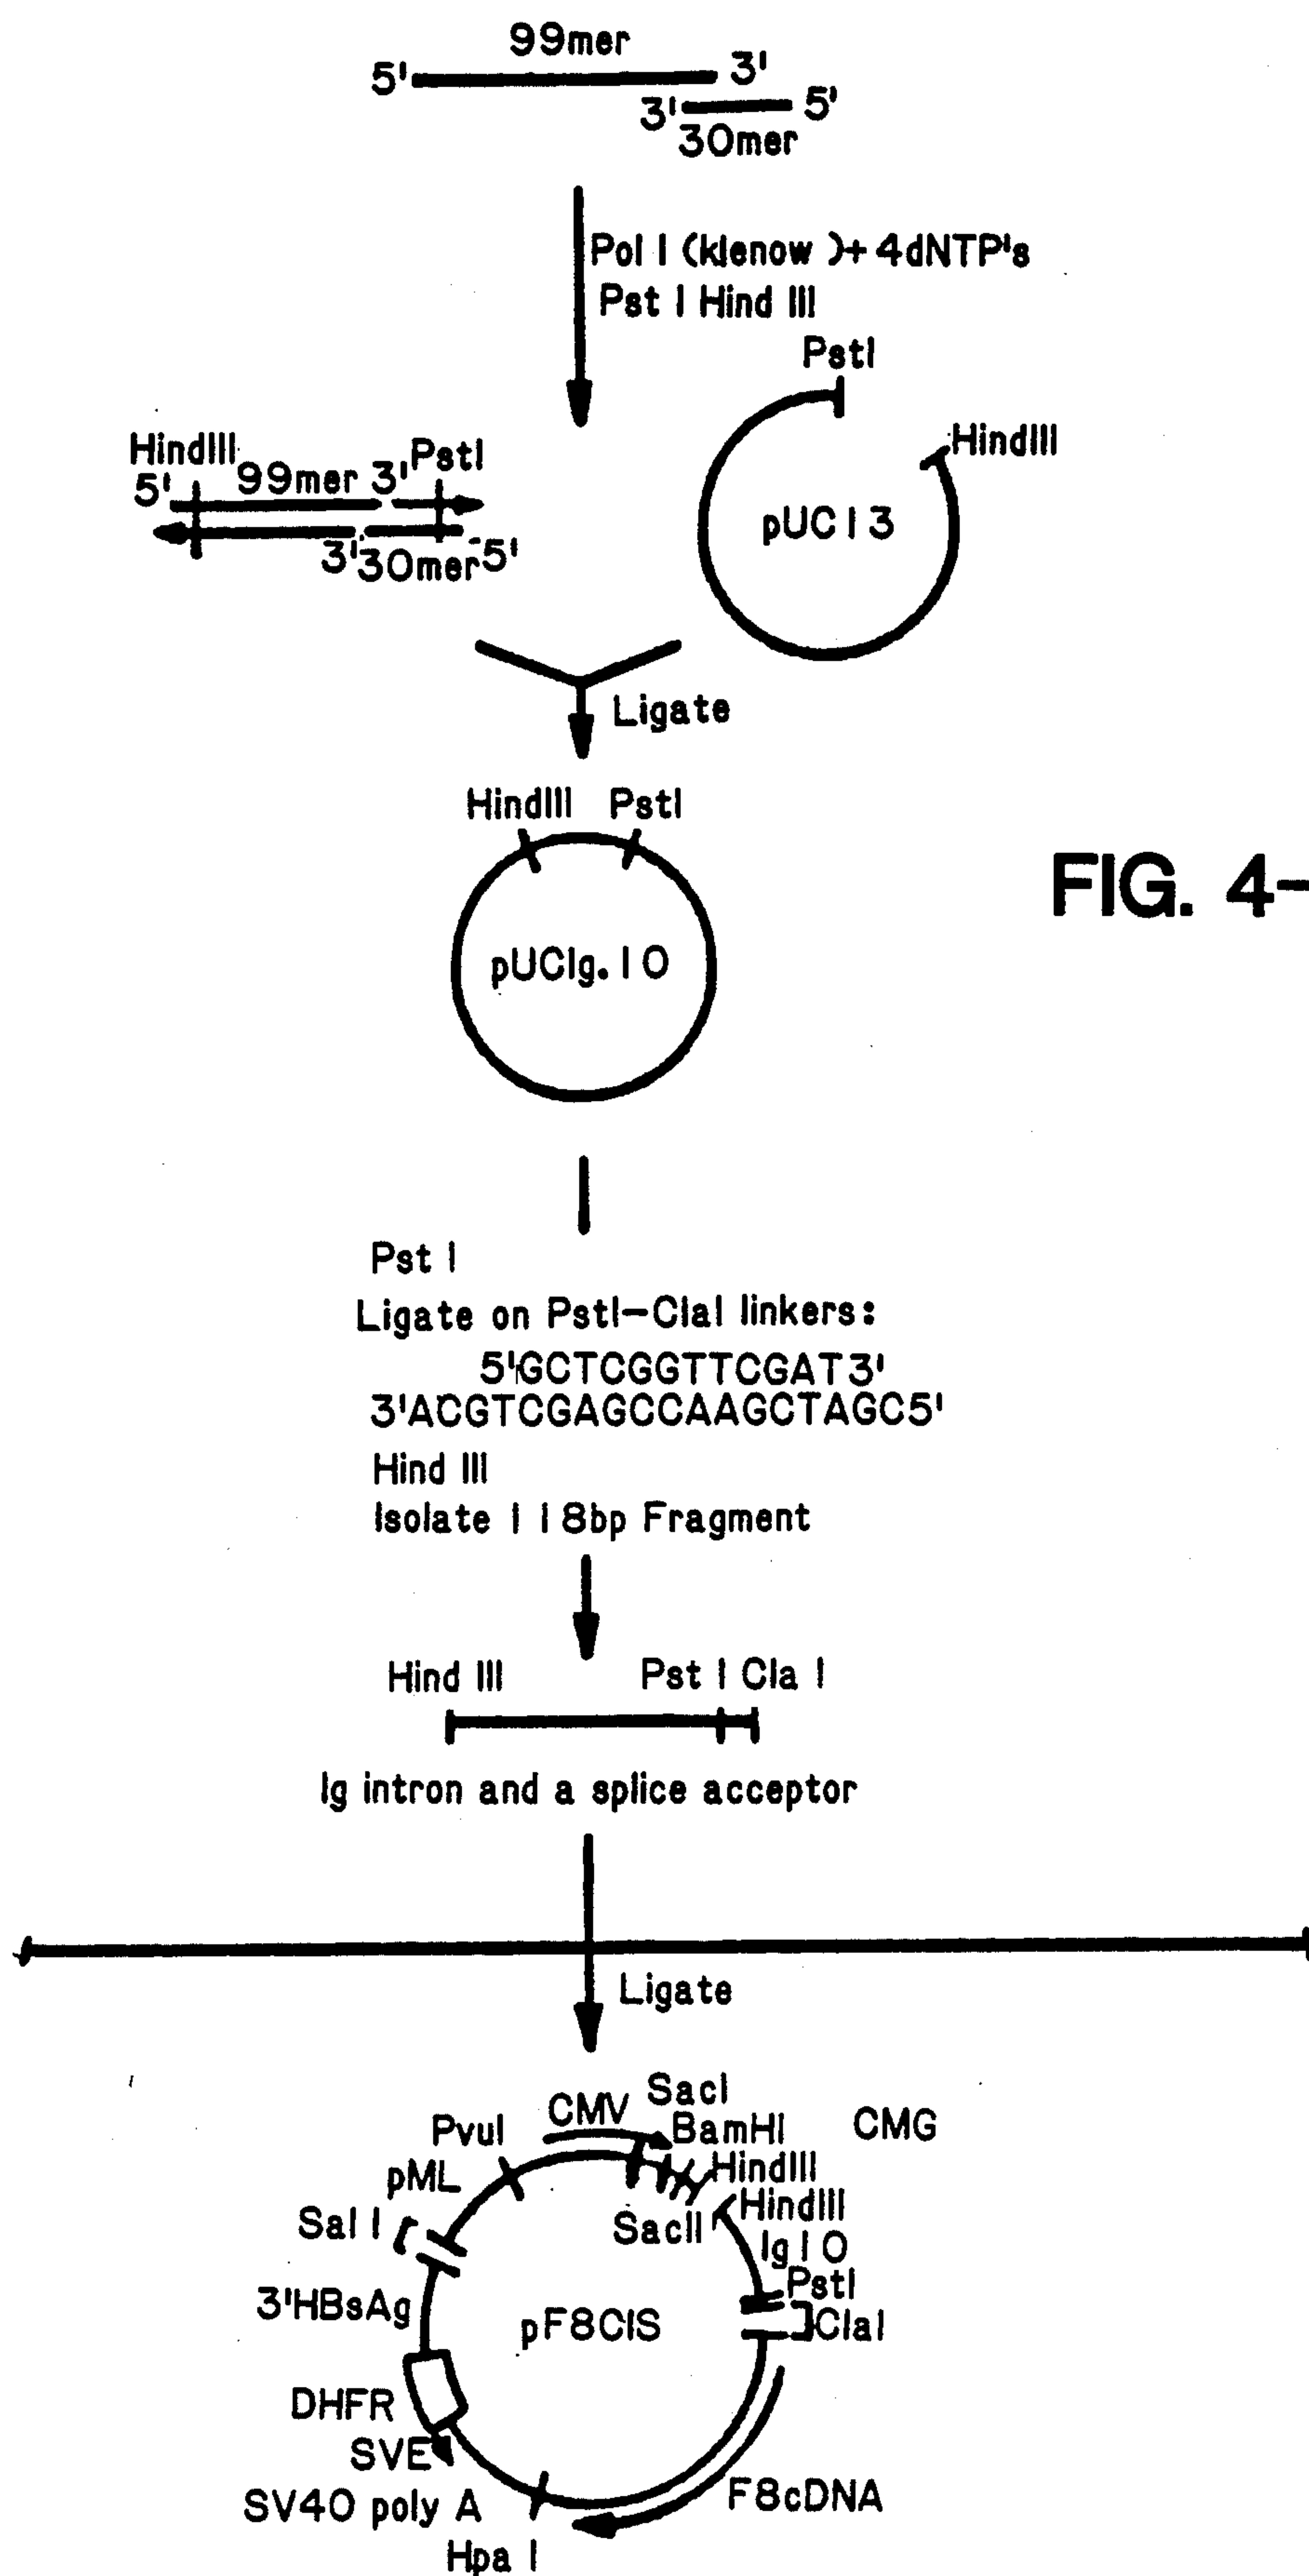 99mer
5' 3'
3' 5'
30mer
Pol I (klenow )+ 4dNTP's
Pst I Hind III
PstI
HindIII
pUC13
HindIII PstI
5' 99mer 3'
3' 30mer 5'
Ligate
HindIII PstI
pUCIg.10
FIG. 4-
Pst I
Ligate on PstI-ClaI linkers:
5'GCTCGGTTCGAT3'
3'ACGTCGAGCCAAGCTAGC5'
Hind III
Isolate 118bp Fragment
Hind III Pst I Cla I
Ig intron and a splice acceptor
Ligate
SacI
CMV
PvuI
BamHI
CMG
pML
HindIII
HindIII
Sal I
SacII
Ig10
PstI
3'HBsAg
pF8CIS
ClaI
DHFR
SVE
F8cDNA
SV40 poly A
Hpa I